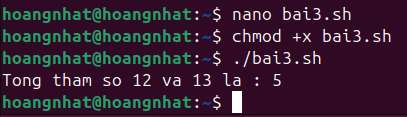 hoangnhat@hoangnhat:~$ nano bai3.sh
hoangnhat@hoangnhat:~$ chmod +x bai3.sh
hoangnhat@hoangnhat:~$ ./bai3.sh
Tong tham so 12 va 13 la : 5
hoangnhat@hoangnhat:~$